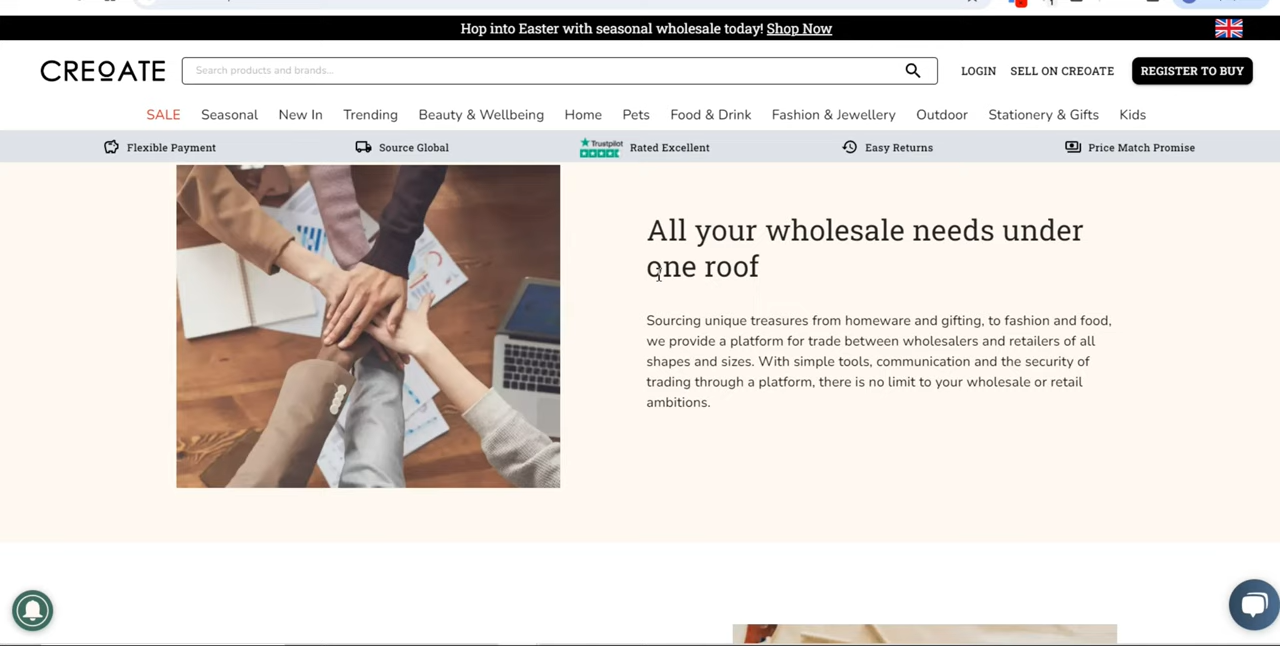 Hop into Easter with seasonal wholesale today! Shop Now
CREOATE
Search products and brands...
LOGIN
SELL ON CREOATE
REGISTER TO BUY
SALE
Seasonal
New In
Trending
Beauty & Wellbeing
Home
Pets
Food & Drink
Fashion & Jewellery
Outdoor
Stationery & Gifts
Kids
Flexible Payment
Source Global
Trustpilot
Rated Excellent
Easy Returns
Price Match Promise
All your wholesale needs under
one roof
Sourcing unique treasures from homeware and gifting, to fashion and food,
we provide a platform for trade between wholesalers and retailers of all
shapes and sizes. With simple tools, communication and the security of
trading through a platform, there is no limit to your wholesale or retail
ambitions.